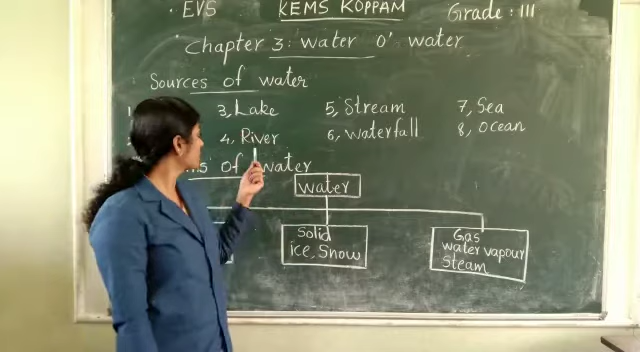 EVS KEMS KOPPAM Grade: III
Chapter 3: water O' water
Sources of water
3, Lake 5, Stream 7, Sea
4, River 6, waterfall 8, Ocean
of water
water
Solid
ice, Snow
Gas
water vapour
Steam